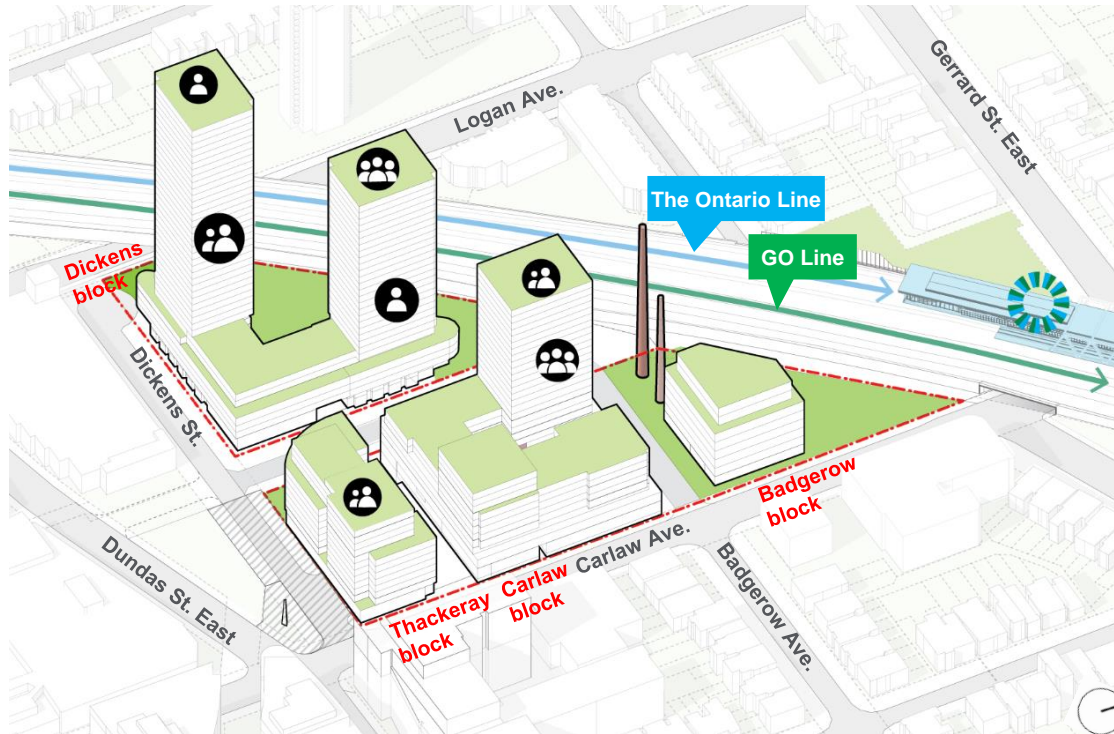 Gerrard St. East
Logan Ave.
The Ontario Line
GO Line
Dickens
block
Dickens St.
Badgerow
block
Carlaw Ave.
Carlaw
block
Thackeray
block
Dundas St. East
Badgerow Ave.